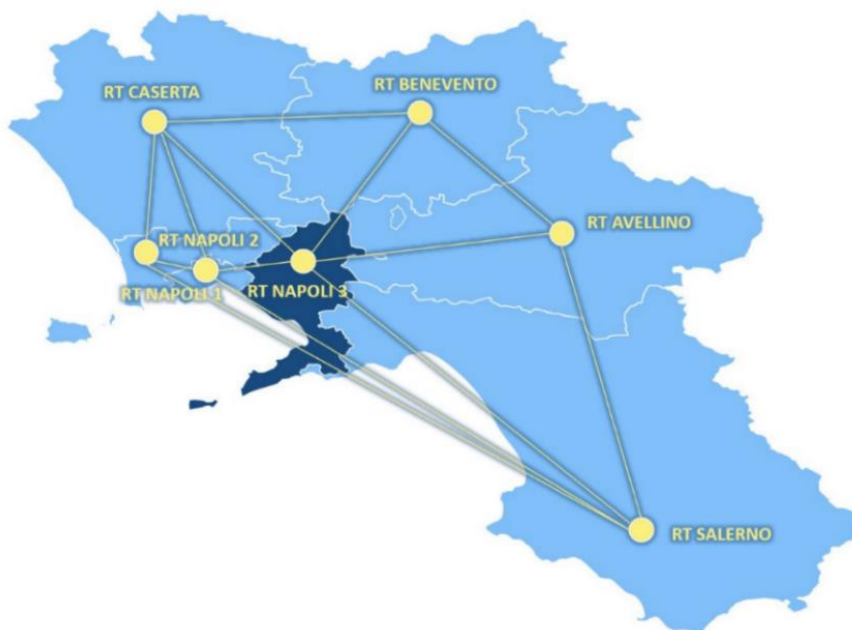 RT BENEVENTO
RT CASERTA
RT AVELLINO
RT NAPOLI 2
RT NAPOLI 1
RT NAPOLI 3
RT SALERNO